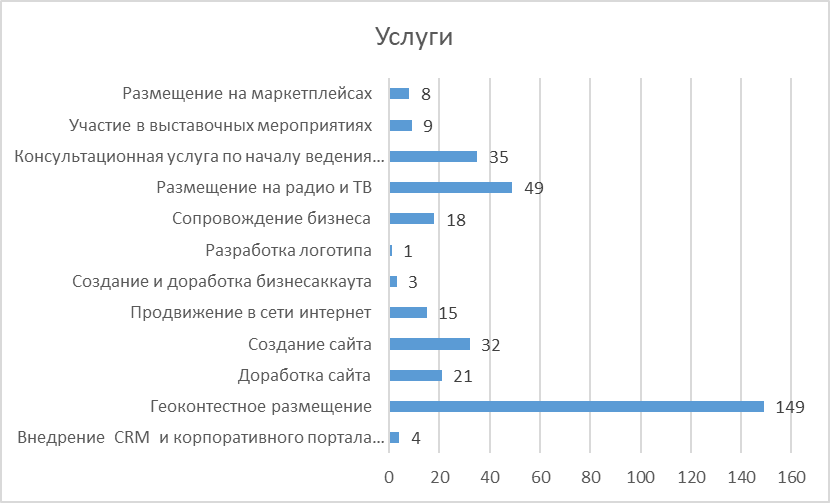 Услуги
Размещение на маркетплейсах 8
Участие в выставочных мероприятиях 9
Консультационная услуга по началу ведения... 35
Размещение на радио и ТВ 49
Сопровождение бизнеса 18
Разработка логотипа 1
Создание и доработка бизнесаккаута 3
Продвижение в сети интернет 15
Создание сайта 32
Доработка сайта 21
Геоконтестное размещение 149
Внедрение CRM и корпоративного портала... 4
0 20 40 60 80 100 120 140 160